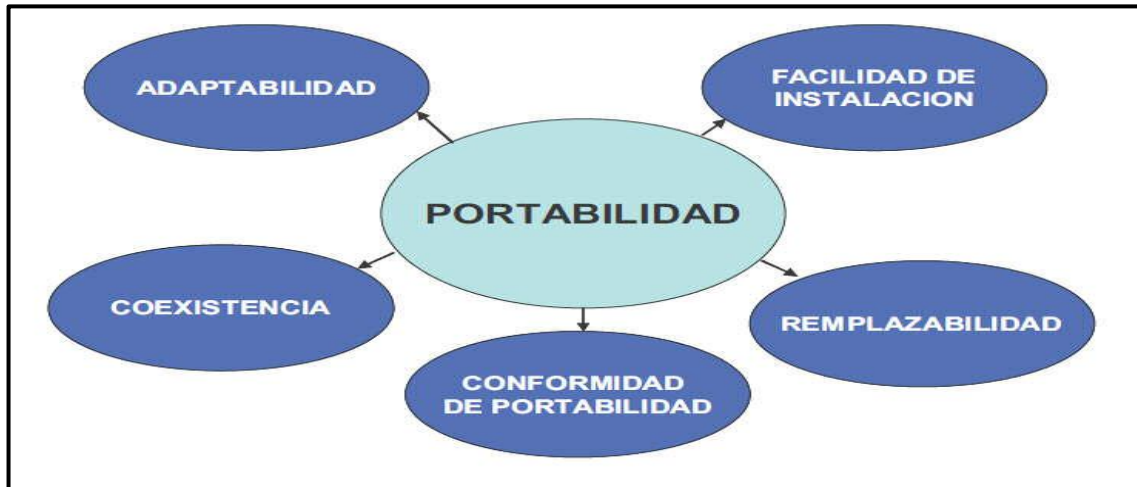 ADAPTABILIDAD
FACILIDAD DE
INSTALACION
PORTABILIDAD
COEXISTENCIA
REMPLAZABILIDAD
CONFORMIDAD
DE PORTABILIDAD